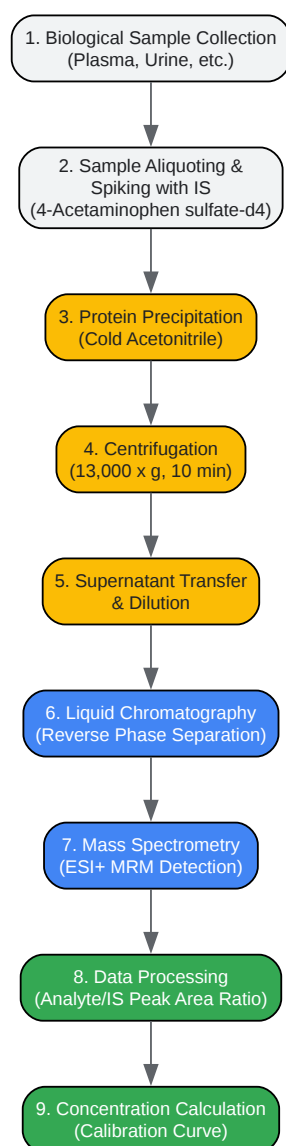 1. Biological Sample Collection
(Plasma, Urine, etc.)
2. Sample Aliquoting &
Spiking with IS
(4-Acetaminophen sulfate-d4)
3. Protein Precipitation
(Cold Acetonitrile)
4. Centrifugation
(13,000 x g, 10 min)
5. Supernatant Transfer
& Dilution
6. Liquid Chromatography
(Reverse Phase Separation)
7. Mass Spectrometry
(ESI+ MRM Detection)
8. Data Processing
(Analyte/IS Peak Area Ratio)
9. Concentration Calculation
(Calibration Curve)